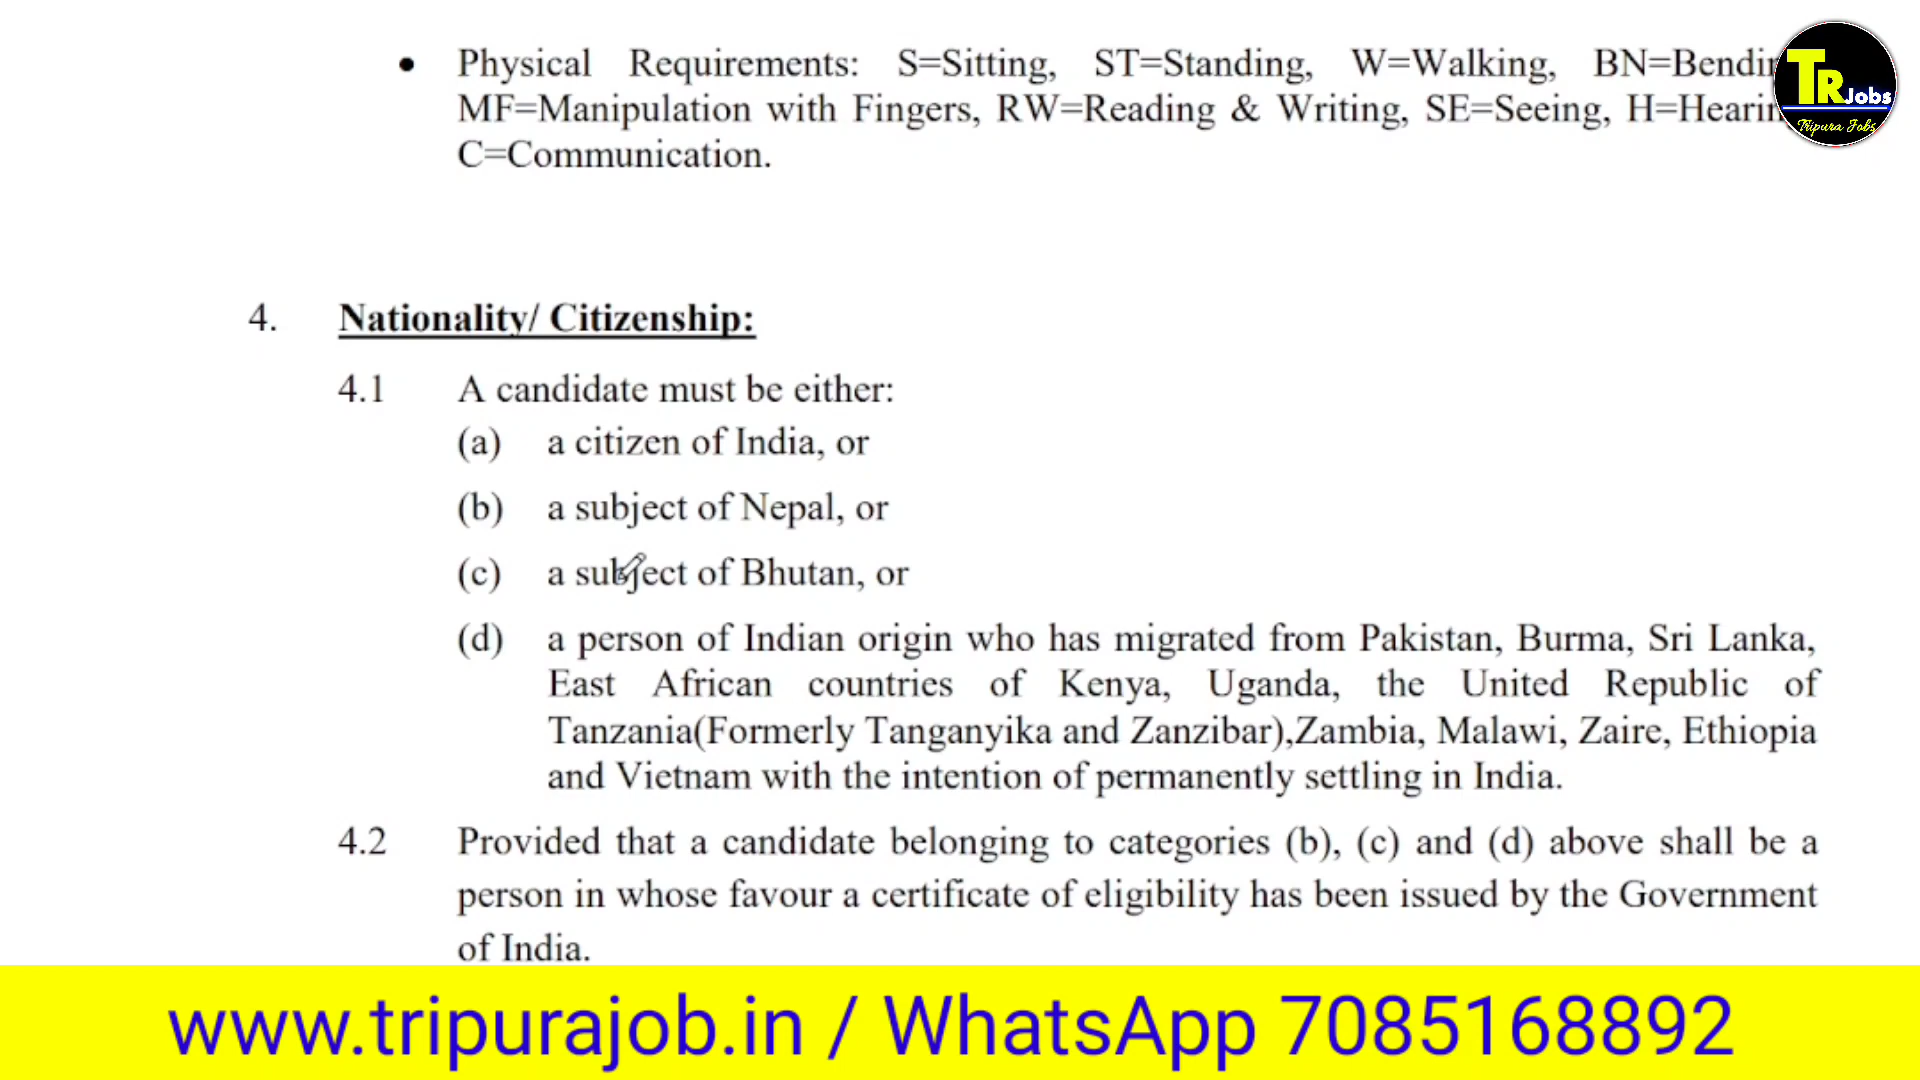 • Physical Requirements: S=Sitting, ST=Standing, W=Walking, BN=Bendin
MF=Manipulation with Fingers, RW=Reading & Writing, SE=Seeing, H=Hearin
C=Communication.
TR Jobs
Tripura Jobs
4. Nationality/ Citizenship:
4.1 A candidate must be either:
(a) a citizen of India, or
(b) a subject of Nepal, or
(c) a subject of Bhutan, or
(d) a person of Indian origin who has migrated from Pakistan, Burma, Sri Lanka,
East African countries of Kenya, Uganda, the United Republic of
Tanzania(Formerly Tanganyika and Zanzibar),Zambia, Malawi, Zaire, Ethiopia
and Vietnam with the intention of permanently settling in India.
4.2 Provided that a candidate belonging to categories (b), (c) and (d) above shall be a
person in whose favour a certificate of eligibility has been issued by the Government
of India.
www.tripurajob.in / WhatsApp 7085168892